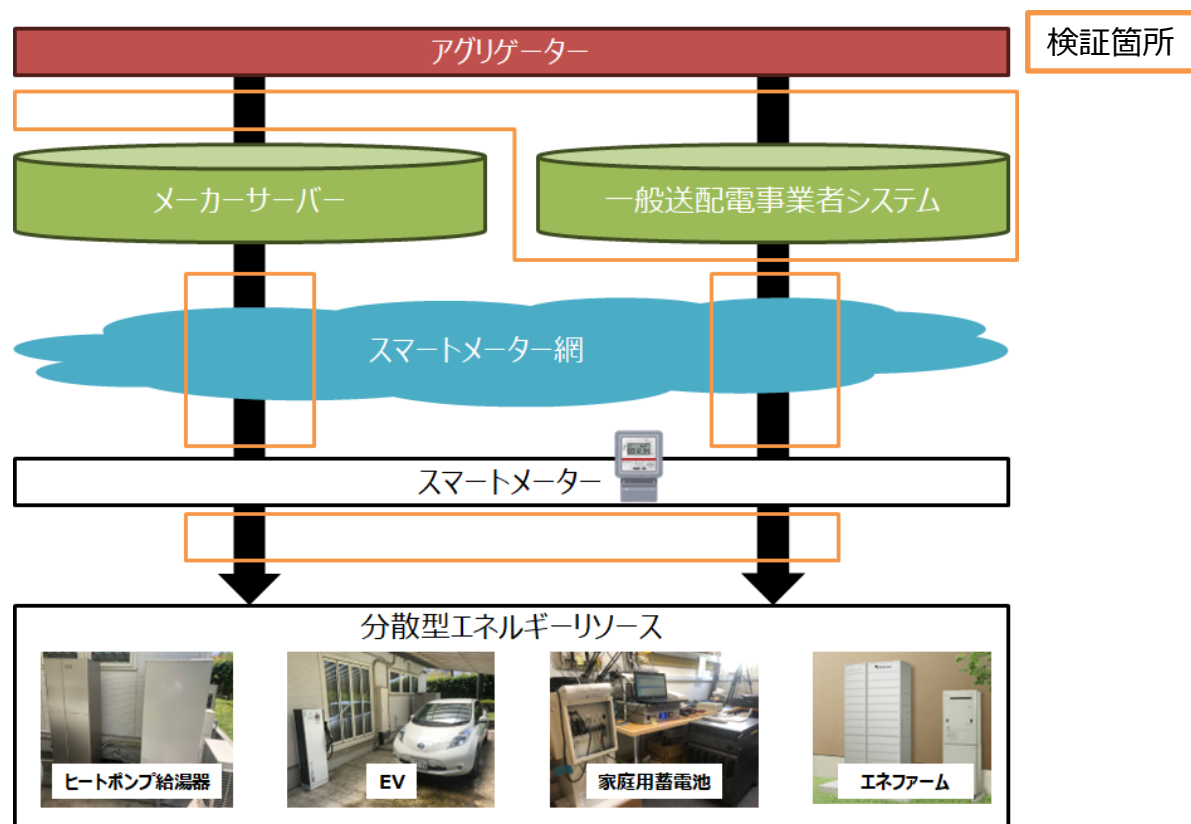 アグリゲーター
検証箇所
メーカーサーバー
一般送配電事業者システム
スマートメーター網
スマートメーター
分散型エネルギーリソース
ヒートポンプ給湯器
EV
家庭用蓄電池
エネファーム